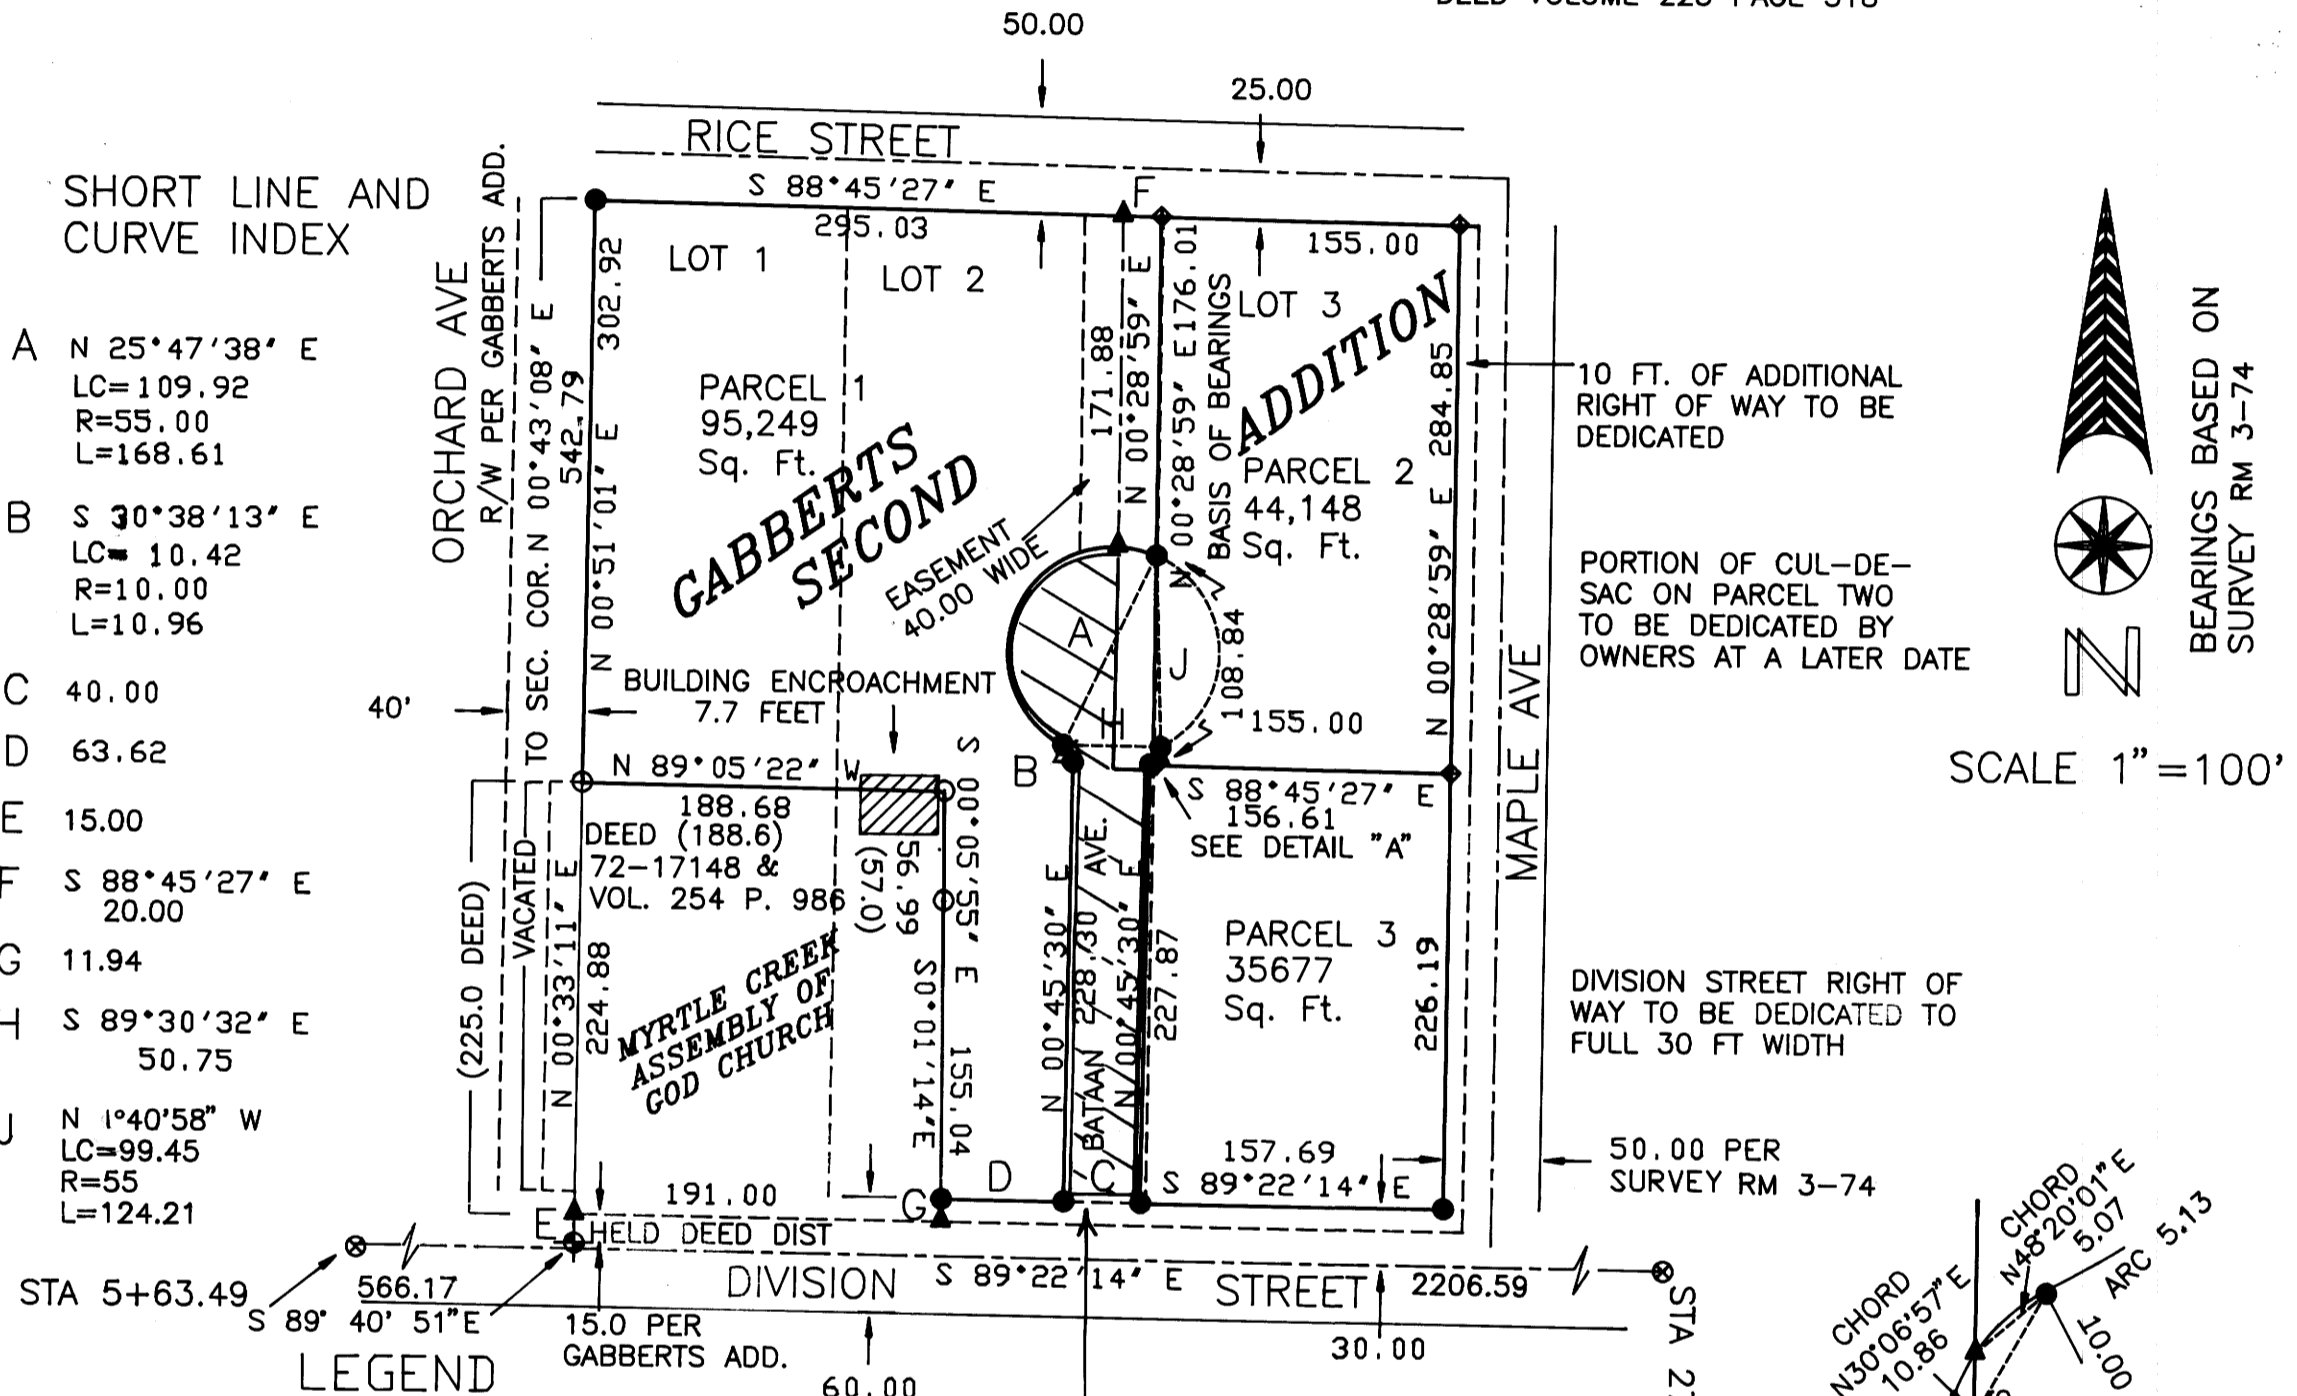 50.00
25.00
RICE STREET
S 88°45'27" E
295.03
F
155.00
SHORT LINE AND
CURVE INDEX
A N 25°47'38" E
LC=109.92
R=55.00
L=168.61
B S 30°38'13" E
LC= 10.42
R=10.00
L=10.96
C 40.00
D 63.62
E 15.00
F S 88°45'27" E
20.00
G 11.94
H S 89°30'32" E
50.75
J N 1°40'58" W
LC=99.45
R=55
L=124.21
ORCHARD AVE
R/W PER GABBERTS ADD.
TO SEC. COR. N 00°43'08" E
542.79
N 00°51'01" E 302.92
LOT 1
LOT 2
LOT 3
PARCEL 1
95,249
Sq. Ft.
GABBERTS
SECOND
ADDITION
EASEMENT
40.00 WIDE
171.88
N 00°28'59" E
N 00°28'59" E 176.01
BASIS OF BEARINGS
PARCEL 2
44,148
Sq. Ft.
N 00°28'59" E 284.85
10 FT. OF ADDITIONAL
RIGHT OF WAY TO BE
DEDICATED
PORTION OF CUL-DE-
SAC ON PARCEL TWO
TO BE DEDICATED BY
OWNERS AT A LATER DATE
BEARINGS BASED ON
SURVEY RM 3-74
N
SCALE 1"=100'
MAPLE AVE
40'
BUILDING ENCROACHMENT
7.7 FEET
A
J
H
B
108.84
155.00
N 89°05'22" W
188.68
DEED (188.6)
72-17148 &
VOL. 254 P. 986
56.99
(57.0)
S 00°05'55" E
S0°01'14"E
155.04
S 88°45'27" E
156.61
SEE DETAIL "A"
(225.0 DEED)
VACATED
N 00°33'11" E
224.88
MYRTLE CREEK
ASSEMBLY OF
GOD CHURCH
N 00°45'30" E
228.30
BATAAN AVE.
N 00°45'30" E
227.87
PARCEL 3
35677
Sq. Ft.
226.19
DIVISION STREET RIGHT OF
WAY TO BE DEDICATED TO
FULL 30 FT WIDTH
157.69
S 89°22'14" E
50.00 PER
SURVEY RM 3-74
191.00
G
D
C
E
HELD DEED DIST
STA 5+63.49
566.17
S 89° 40' 51"E
DIVISION S 89°22'14" E STREET
2206.59
15.0 PER
GABBERTS ADD.
60.00
30.00
LEGEND
CHORD
N48°20'01"E
5.07
ARC 5.13
CHORD
N30°06'57"E
10.86
10.00